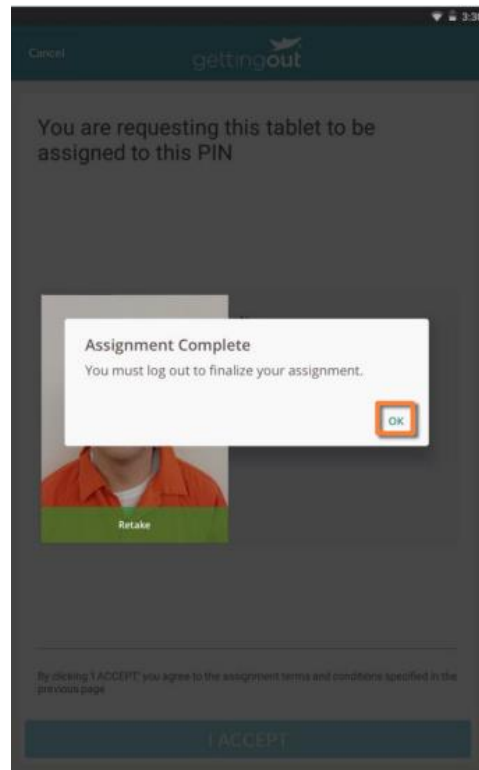 3:30
Cancel
gettingout
You are requesting this tablet to be
assigned to this PIN
Assignment Complete
You must log out to finalize your assignment.
OK
Retake
By clicking 'I ACCEPT' you agree to the assignment terms and conditions specified in the
previous page
I ACCEPT